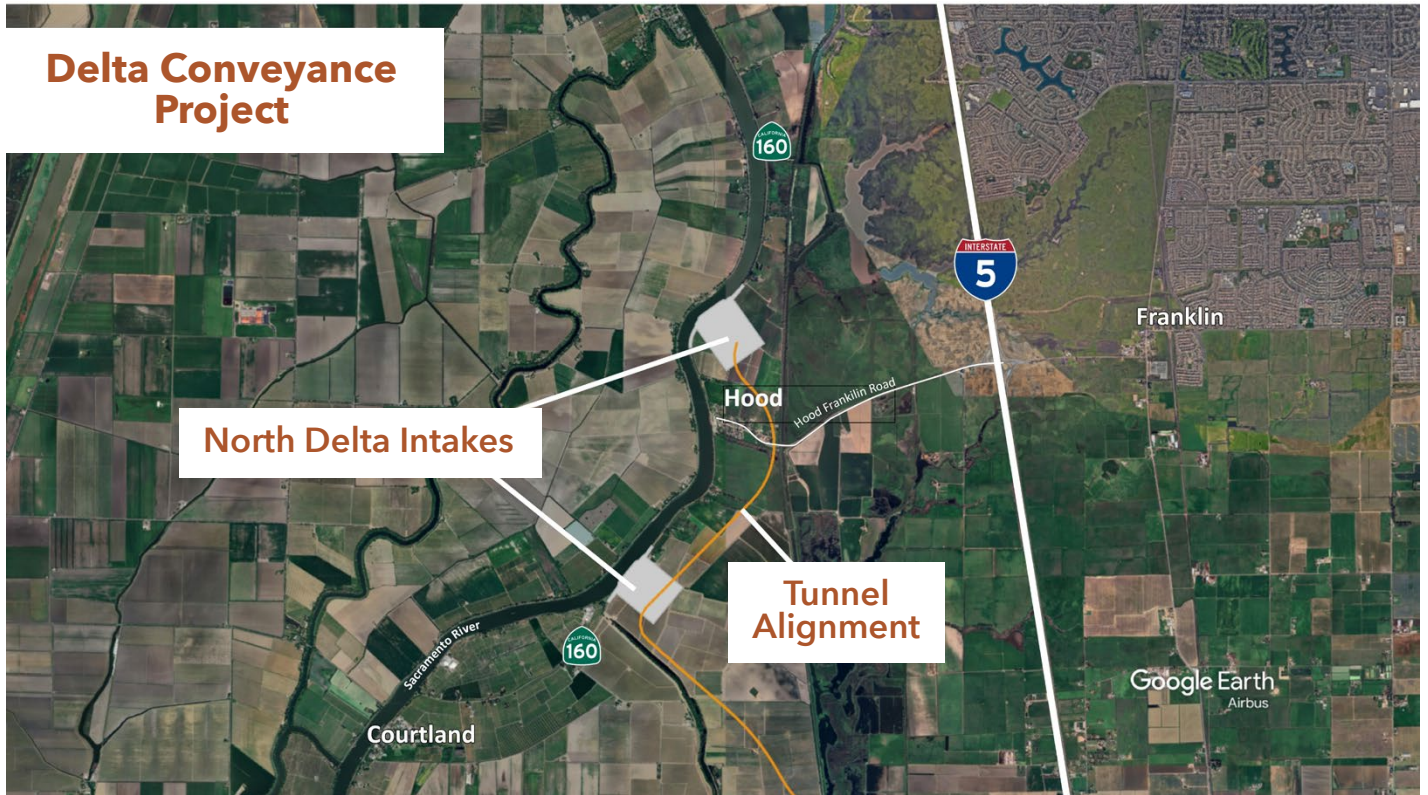 Delta Conveyance
Project
CALIFORNIA
160
INTERSTATE
5
Franklin
Hood
Hood Frankilin Road
North Delta Intakes
Tunnel
Alignment
CALIFORNIA
160
Sacramento River
Courtland
Google Earth
Airbus